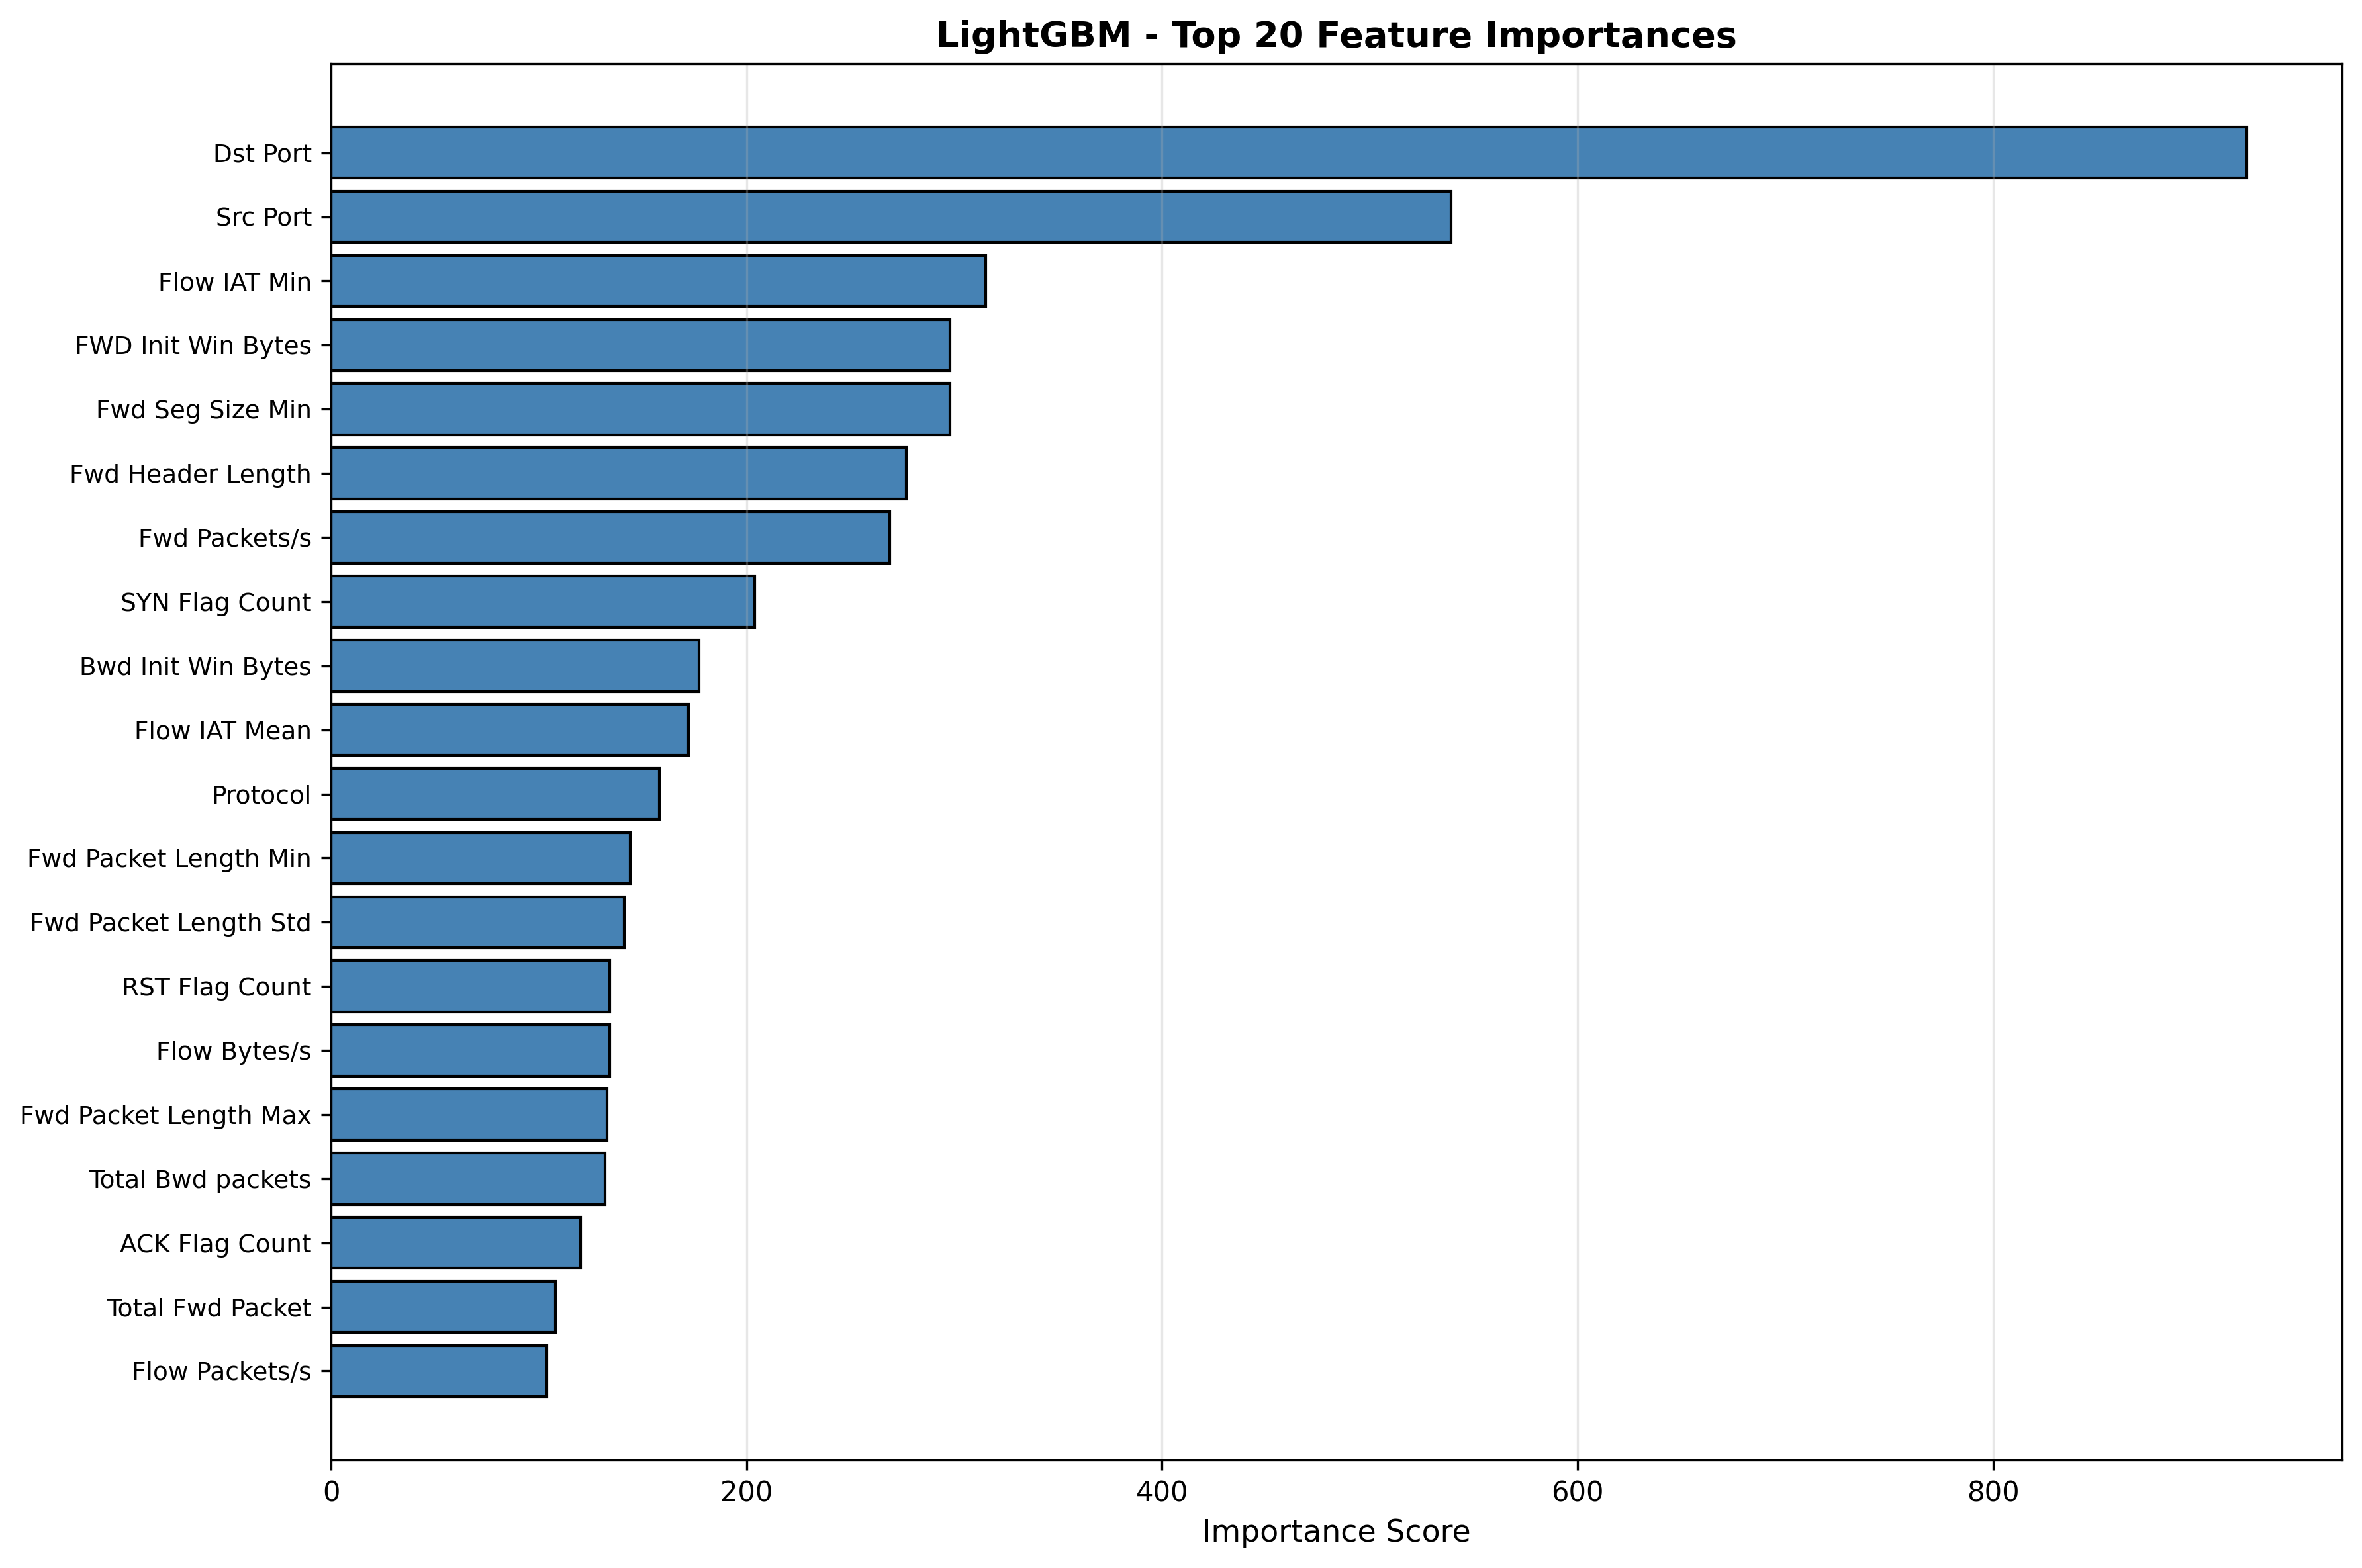 LightGBM - Top 20 Feature Importances
Dst Port
Src Port
Flow IAT Min
FWD Init Win Bytes
Fwd Seg Size Min
Fwd Header Length
Fwd Packets/s
SYN Flag Count
Bwd Init Win Bytes
Flow IAT Mean
Protocol
Fwd Packet Length Min
Fwd Packet Length Std
RST Flag Count
Flow Bytes/s
Fwd Packet Length Max
Total Bwd packets
ACK Flag Count
Total Fwd Packet
Flow Packets/s
0 200 400 600 800
Importance Score